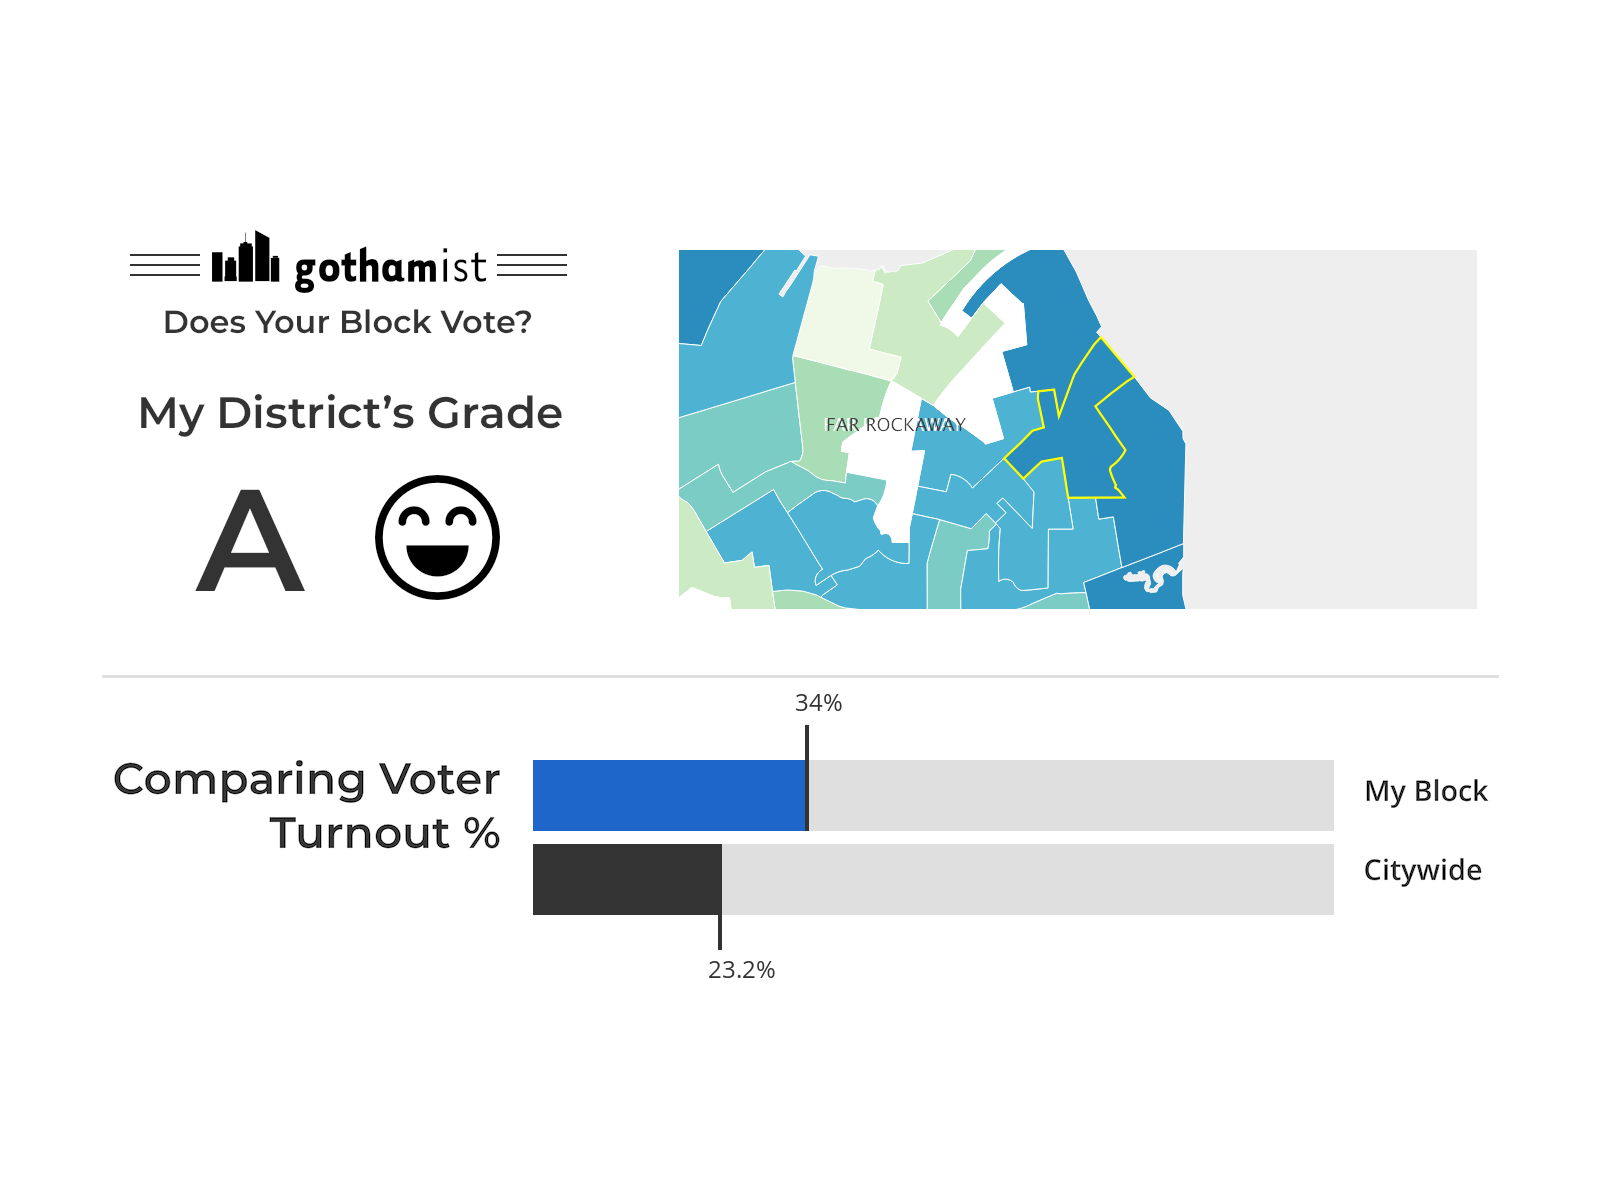 gothamist
Does Your Block Vote?
My District's Grade
A
FAR ROCKAWAY
34%
Comparing Voter
Turnout %
My Block
Citywide
23.2%